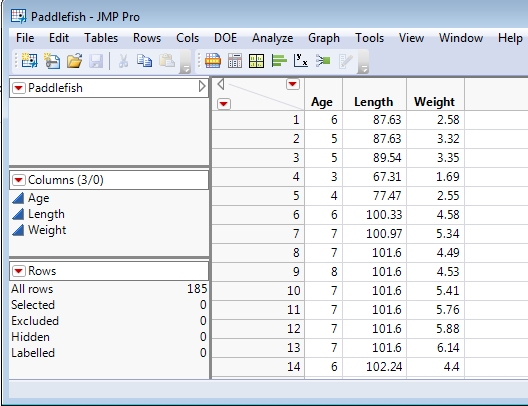 Paddlefish - JMP Pro
File Edit Tables Rows Cols DOE Analyze Graph Tools View Window Help
Paddlefish
Columns (3/0)
Age
Length
Weight
Rows
All rows 185
Selected 0
Excluded 0
Hidden 0
Labelled 0
Age Length Weight
1 6 87.63 2.58
2 5 87.63 3.32
3 5 89.54 3.35
4 3 67.31 1.69
5 4 77.47 2.55
6 6 100.33 4.58
7 7 100.97 5.34
8 7 101.6 4.49
9 8 101.6 4.53
10 7 101.6 5.41
11 7 101.6 5.76
12 7 101.6 5.88
13 7 101.6 6.14
14 6 102.24 4.4